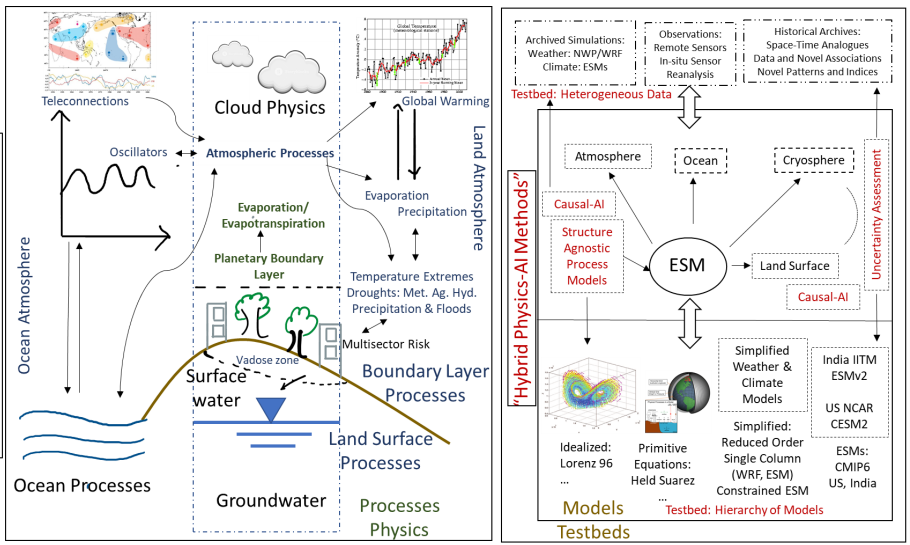 Teleconnections
Oscillators
Ocean Atmosphere
Ocean Processes
Cloud Physics
Atmospheric Processes
Evaporation/
Evapotranspiration
Planetary Boundary
Layer
Vadose zone
Surface
water
Groundwater
Global Temperature
Global Warming
Land Atmosphere
Evaporation
Precipitation
Temperature Extremes
Droughts: Met. Ag. Hyd.
Precipitation & Floods
Multisector Risk
Boundary Layer
Processes
Land Surface
Processes
Processes
Physics
Archived Simulations:
Weather: NWP/WRF
Climate: ESMs
Observations:
Remote Sensors
In-situ Sensor
Reanalysis
Historical Archives:
Space-Time Analogues
Data and Novel Associations
Novel Patterns and Indices
Testbed: Heterogeneous Data
"Hybrid Physics-AI Methods"
Atmosphere
Ocean
Cryosphere
Causal-AI
Structure
Agnostic
Process
Models
ESM
Land Surface
Causal-AI
Uncertainty Assessment
Idealized:
Lorenz 96
...
Primitive
Equations:
Held Suarez
...
Simplified
Weather &
Climate
Models
Simplified:
Reduced Order
Single Column
(WRF, ESM)
Constrained ESM
India IITM
ESMv2
US NCAR
CESM2
ESMs:
CMIP6
US, India
Testbed: Hierarchy of Models
Models
Testbeds